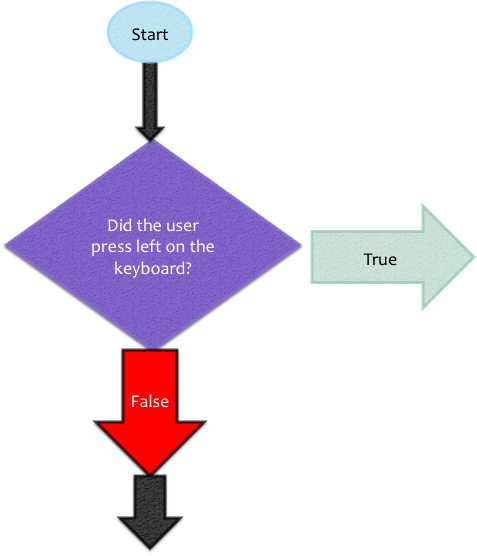 Start
Did the user
press left on the
keyboard?
True
False